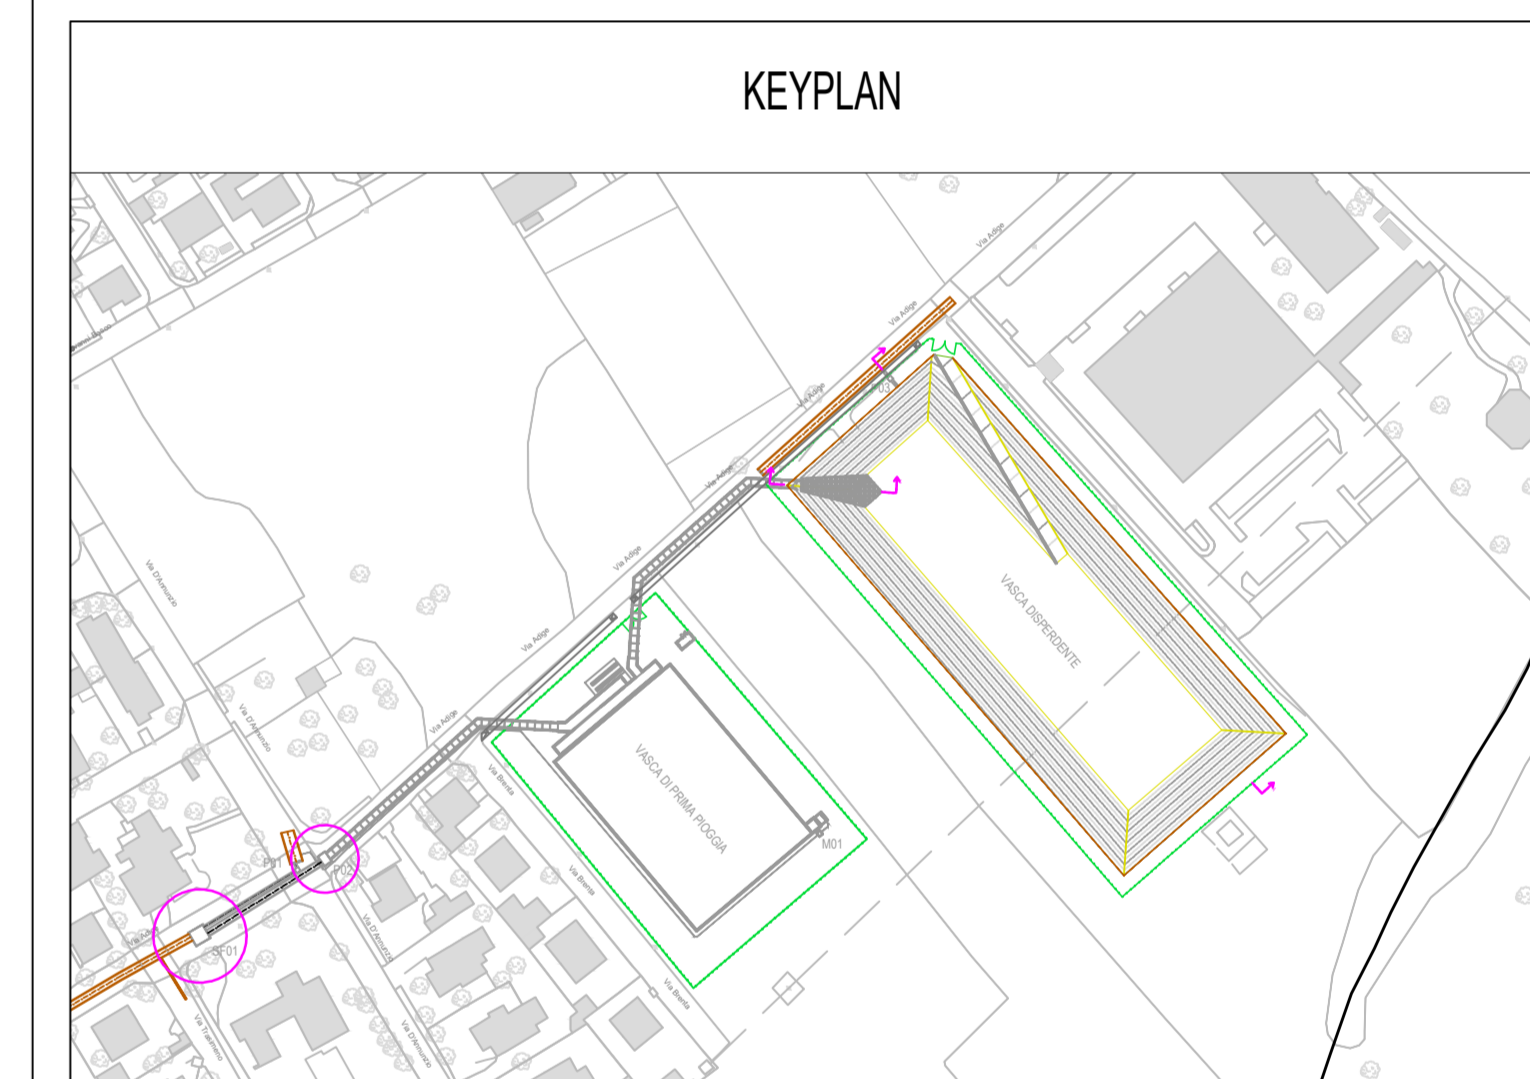 KEYPLAN
Via Adige
Via Adige
Via Adige
P03
Via Adige
Via Adige
Via D'Annunzio
VASCA DISPERDENTE
Via Adige
Via D'Annunzio
Via Adige
VASCA DI PRIMA PIOGGIA
Via Brenta
M01
P01
P02
Via Brenta
Via D'Annunzio
SF01
Via Brenta
Via Trasimeno
Via D'Annunzio